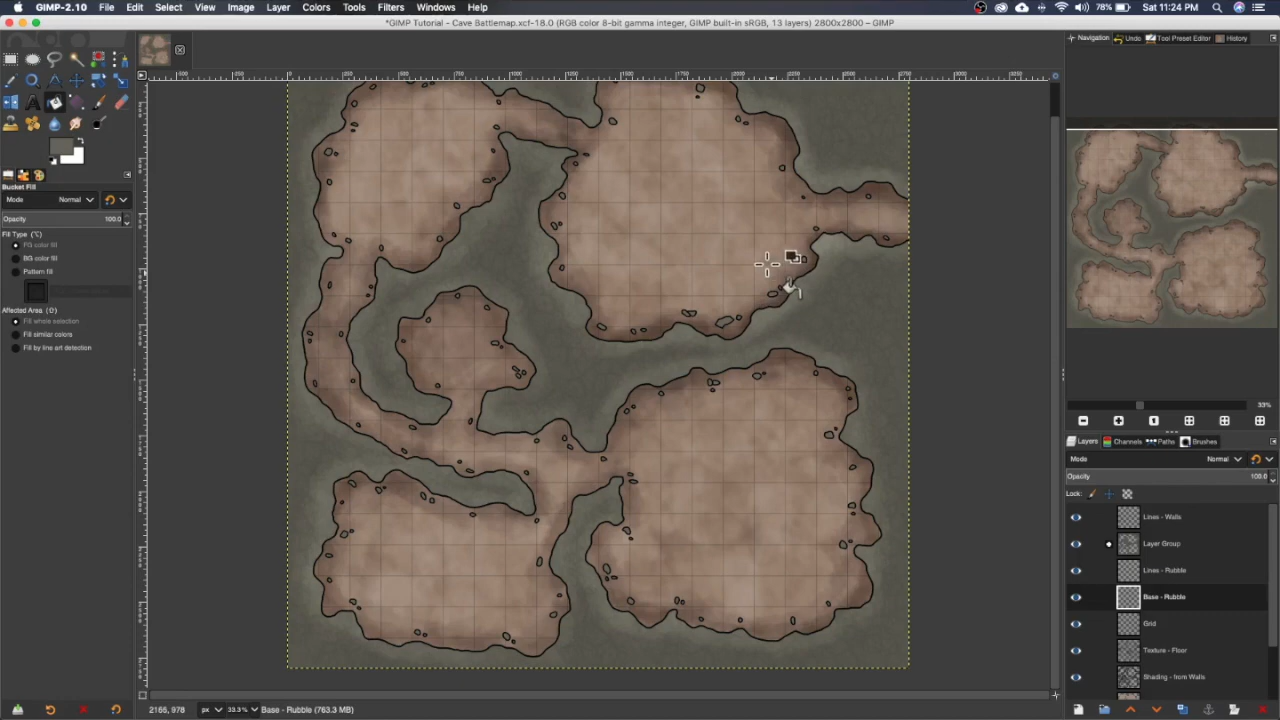 GIMP-2.10 File Edit Select View Image Layer Colors Tools Filters Windows Help 78% Sat 11:24 PM
*GIMP Tutorial - Cave Battlemap.xcf-18.0 (RGB color 8-bit gamma integer, GIMP built-in sRGB, 13 layers) 2800x2800 – GIMP
Navigation Undo Tool Preset Editor History
Bucket Fill
Mode Normal
Opacity 100.0
Fill Type (⌥)
FG color fill
BG color fill
Pattern fill
Affected Area (⇧)
Fill whole selection
Fill similar colors
Fill by line art detection
33%
Layers Channels Paths Brushes
Mode Normal
Opacity 100.0
Lock:
Lines - Walls
Layer Group
Lines - Rubble
Base - Rubble
Grid
Texture - Floor
Shading - from Walls
2166, 978 px 33.3% Base - Rubble (763.3 MB)